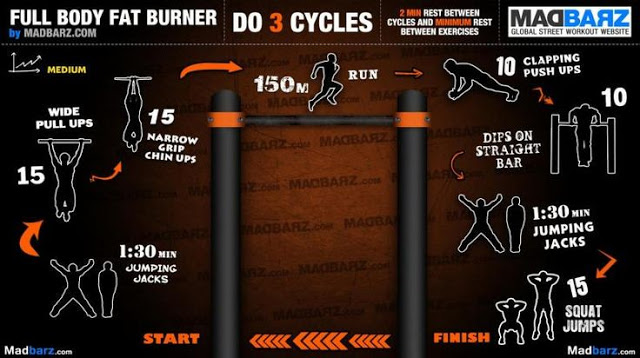 FULL BODY FAT BURNER
by MADBARZ.COM
DO 3 CYCLES
2 MIN REST BETWEEN
CYCLES AND MINIMUM REST
BETWEEN EXERCISES
MADBARZ
GLOBAL STREET WORKOUT WEBSITE
MEDIUM
1:30 MIN
JUMPING
JACKS
WIDE
PULL UPS
15
15
NARROW
GRIP
CHIN UPS
150M
RUN
10 CLAPPING
PUSH UPS
10
DIPS ON
STRAIGHT
BAR
1:30 MIN
JUMPING
JACKS
15
SQUAT
JUMPS
MADBARZ.COM
START
FINISH
Madbarz.com
Madbarz.com